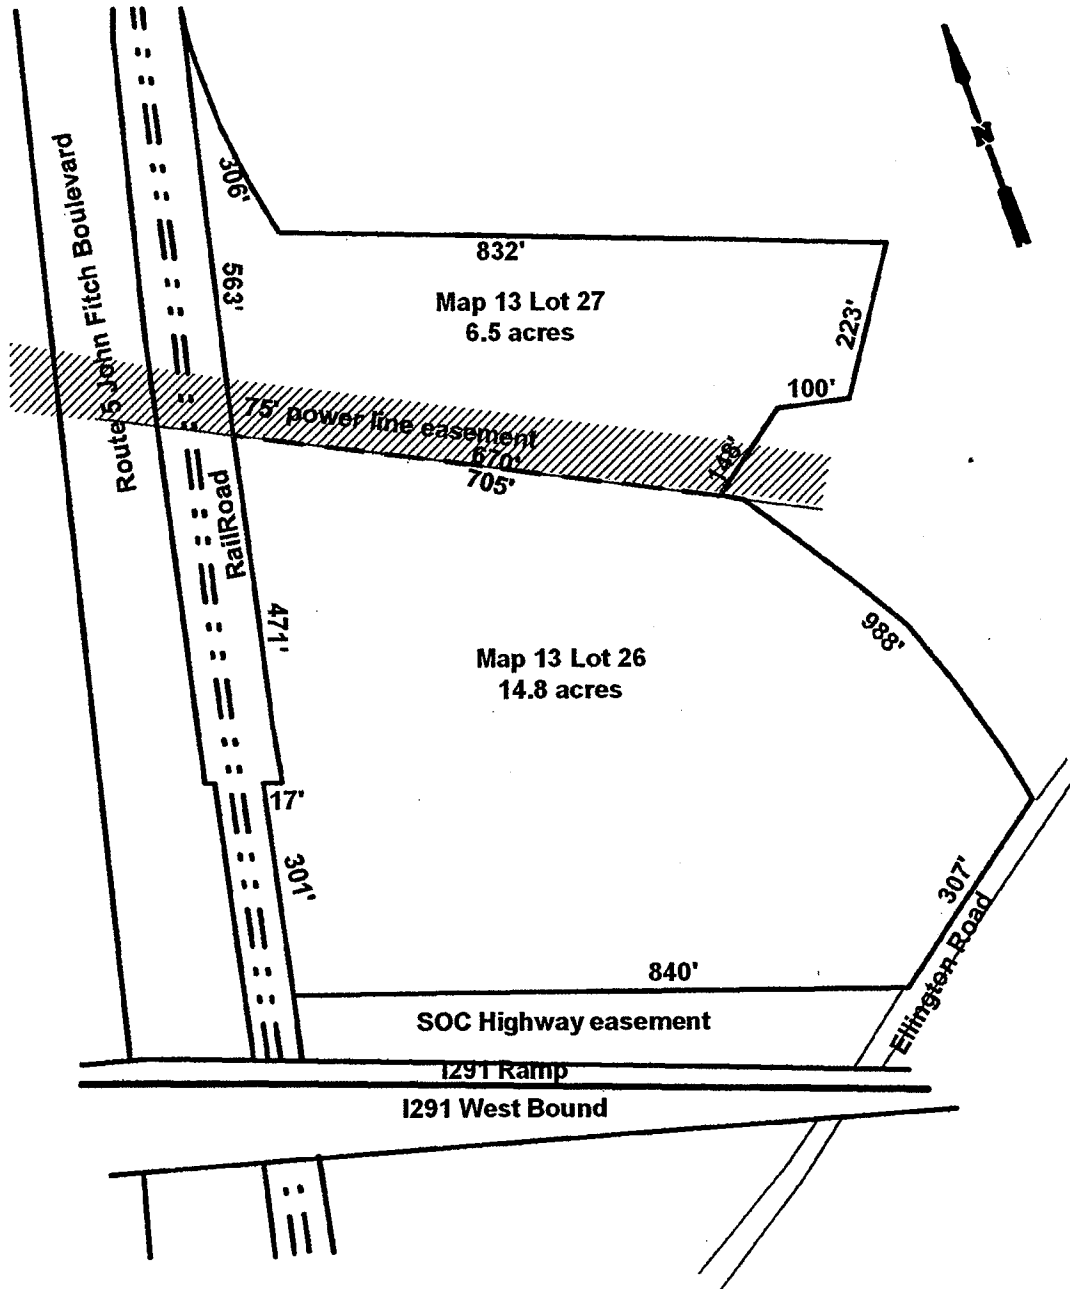 N
306'
832'
563'
Map 13 Lot 27
6.5 acres
223'
100'
148'
Route 5 John Fitch Boulevard
75' power line easement
670'
705'
RailRoad
471'
988'
Map 13 Lot 26
14.8 acres
17'
301'
307'
840'
Ellington Road
SOC Highway easement
I291 Ramp
I291 West Bound